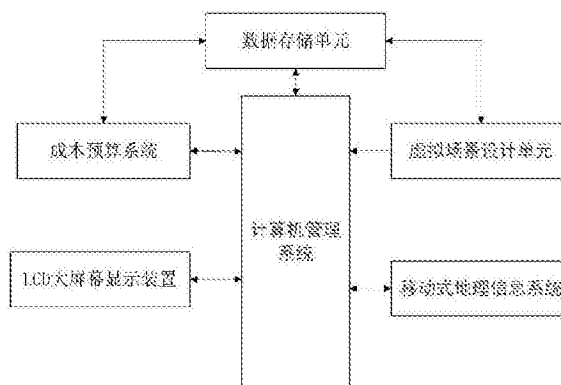 数据存储单元
成本预算系统
虚拟场景设计单元
计算机管理
系统
LCD大屏幕显示装置
移动式地理信息系统